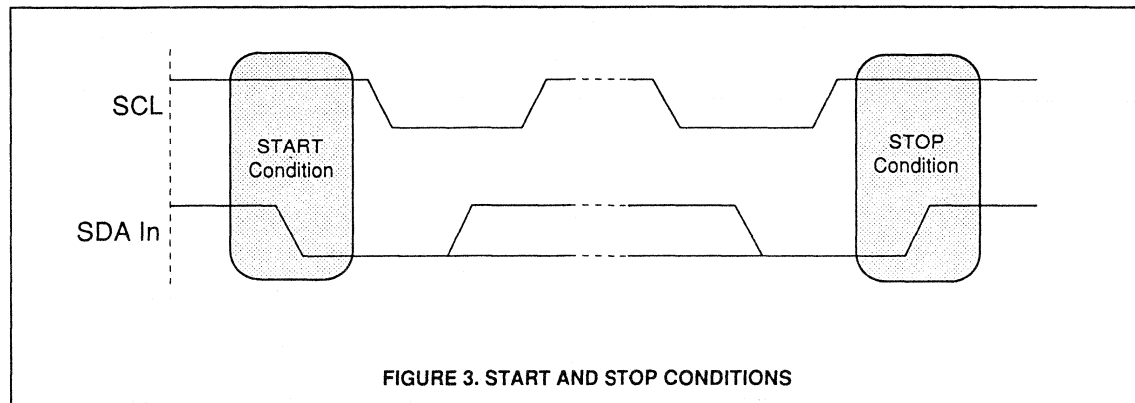 SCL
START
Condition
STOP
Condition
SDA In
FIGURE 3. START AND STOP CONDITIONS